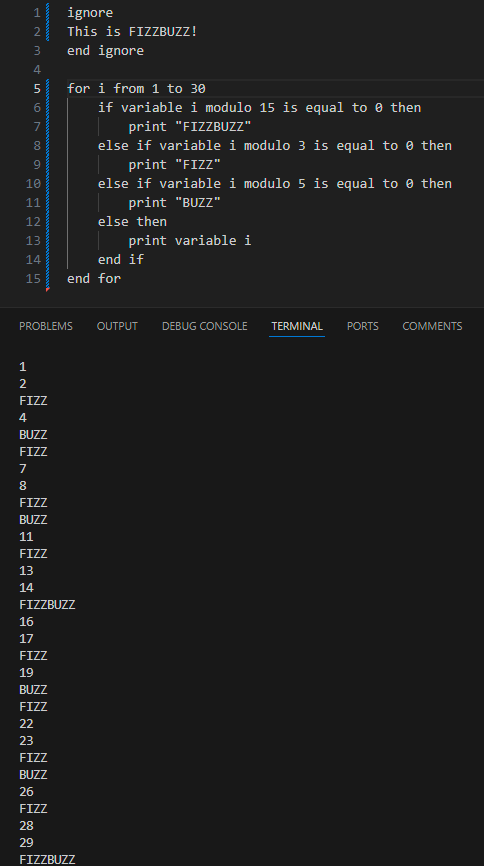 1 ignore
2 This is FIZZBUZZ!
3 end ignore
4
5 for i from 1 to 30
6 if variable i modulo 15 is equal to 0 then
7 print "FIZZBUZZ"
8 else if variable i modulo 3 is equal to 0 then
9 print "FIZZ"
10 else if variable i modulo 5 is equal to 0 then
11 print "BUZZ"
12 else then
13 print variable i
14 end if
15 end for
PROBLEMS OUTPUT DEBUG CONSOLE TERMINAL PORTS COMMENTS
1
2
FIZZ
4
BUZZ
FIZZ
7
8
FIZZ
BUZZ
11
FIZZ
13
14
FIZZBUZZ
16
17
FIZZ
19
BUZZ
FIZZ
22
23
FIZZ
BUZZ
26
FIZZ
28
29
FIZZBUZZ